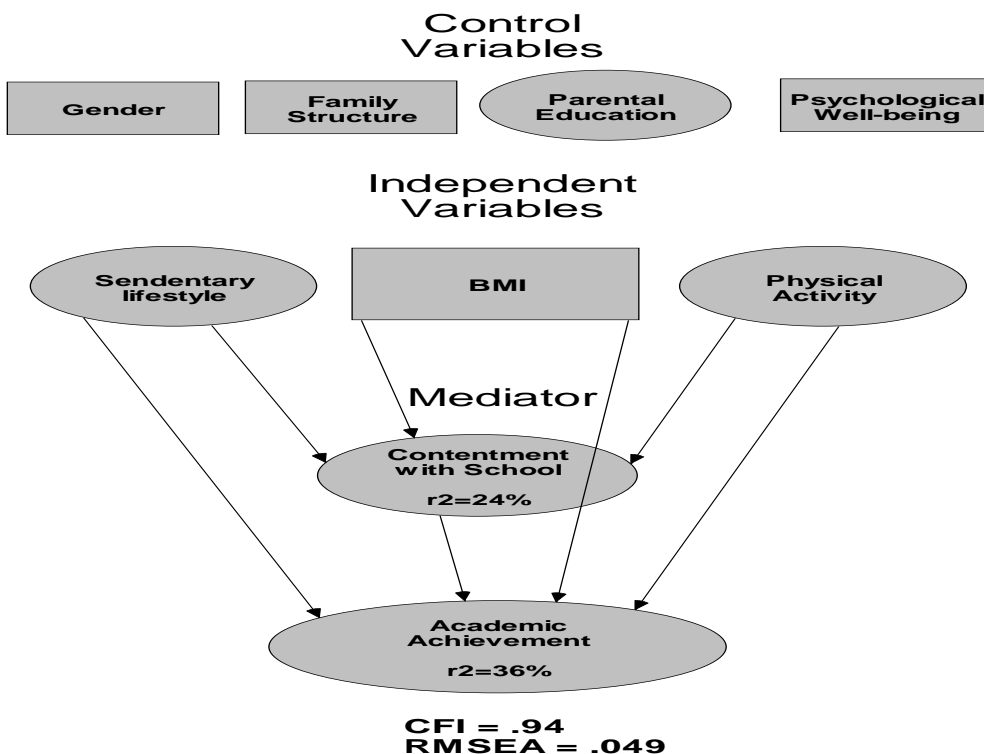 Control
Variables
Gender
Family
Structure
Parental
Education
Psychological
Well-being
Independent
Variables
Sendentary
lifestyle
BMI
Physical
Activity
Mediator
Contentment
with School
r2=24%
Academic
Achievement
r2=36%
CFI = .94
RMSEA = .049